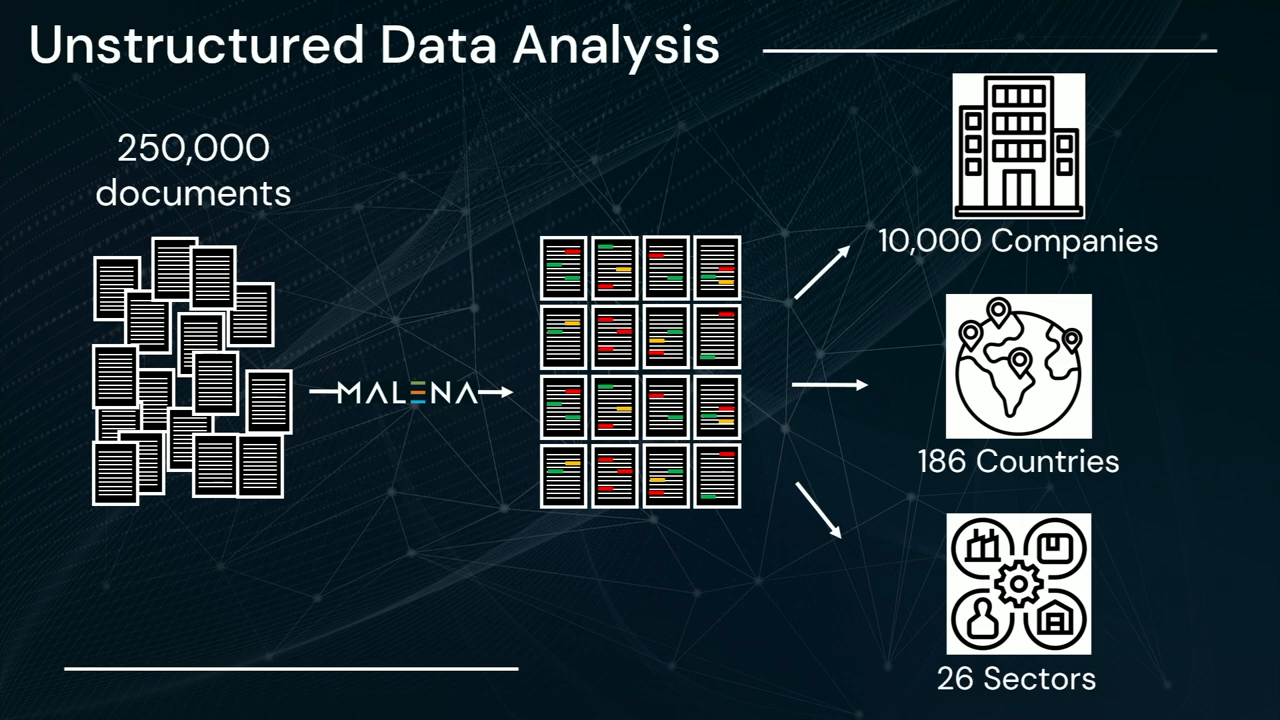 Unstructured Data Analysis
250,000
documents
MALENA
10,000 Companies
186 Countries
26 Sectors